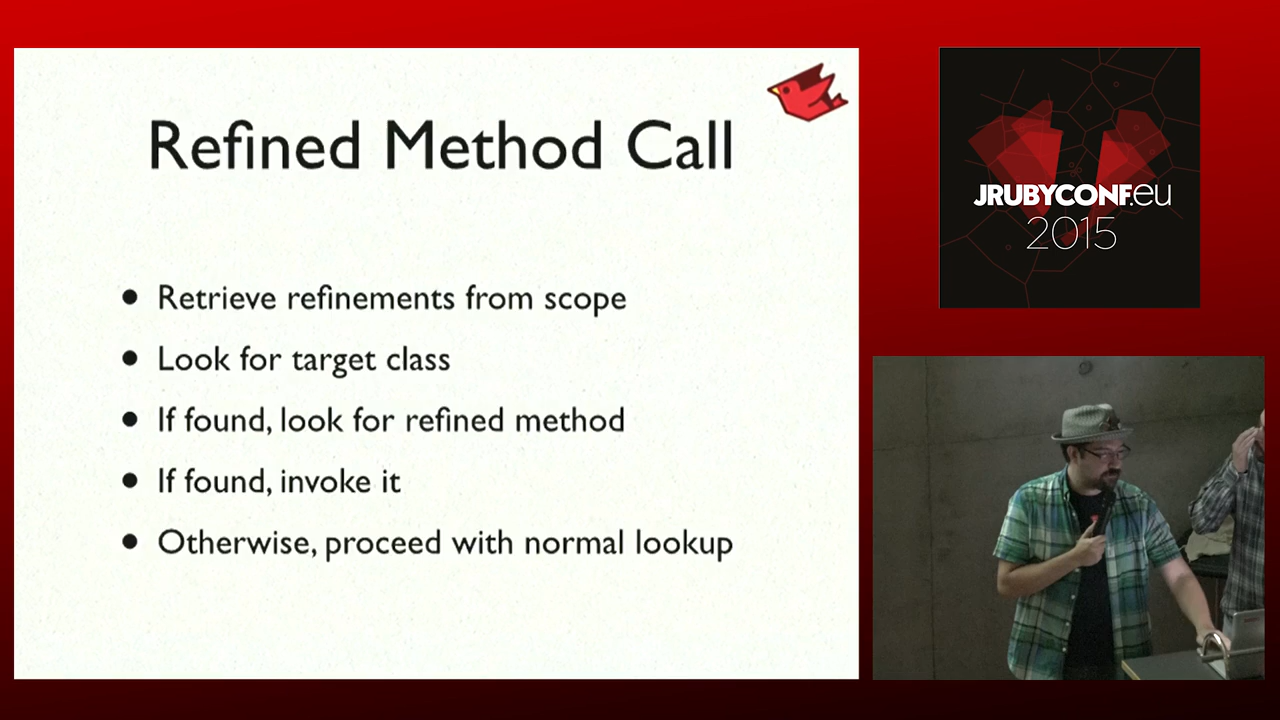 Refined Method Call
• Retrieve refinements from scope
• Look for target class
• If found, look for refined method
• If found, invoke it
• Otherwise, proceed with normal lookup
JRUBYCONF.eu
2015